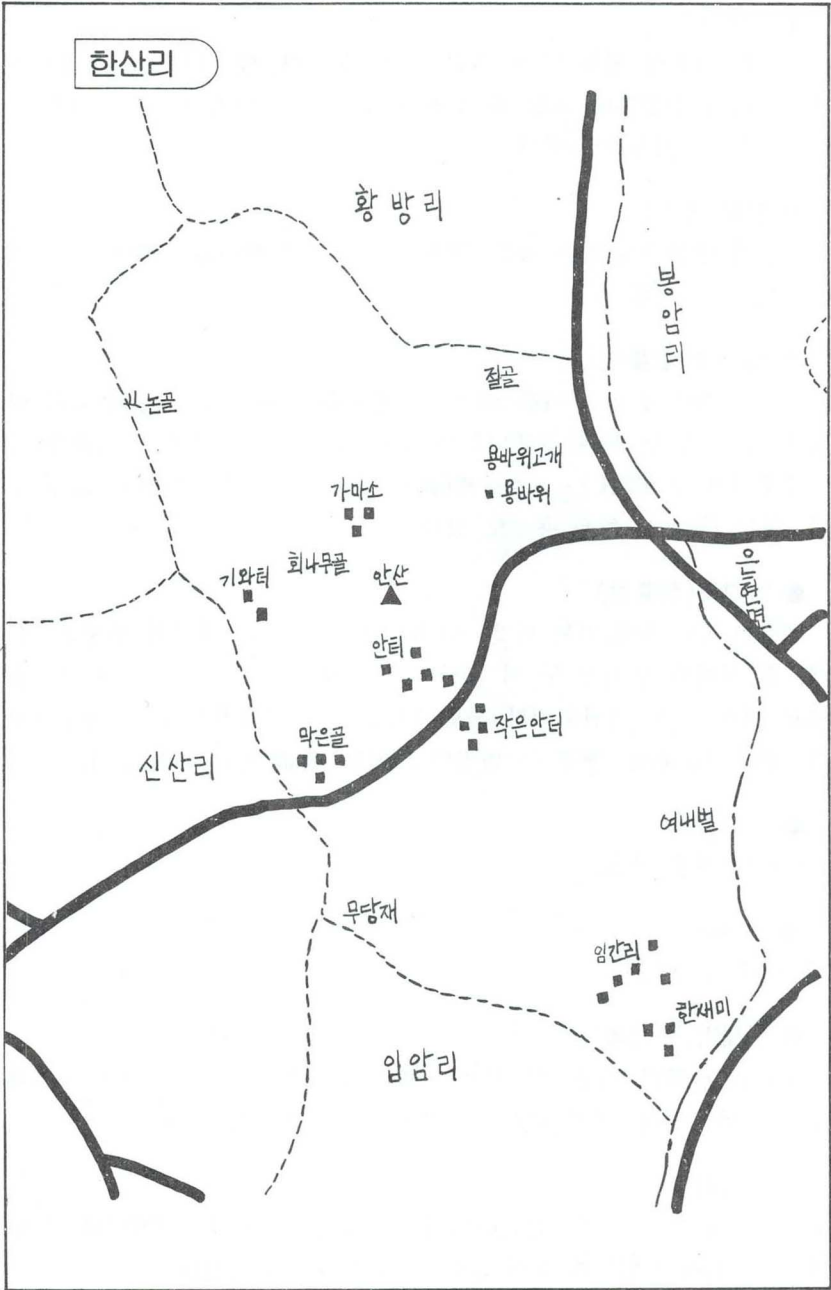 한산리
황방리
봉암리
절골
논골
용바위고개
용바위
가마소
회나무골
안산
기와터
은현면
안터
작은안터
막은골
신산리
여내벌
무당재
임간리
한새미
입암리